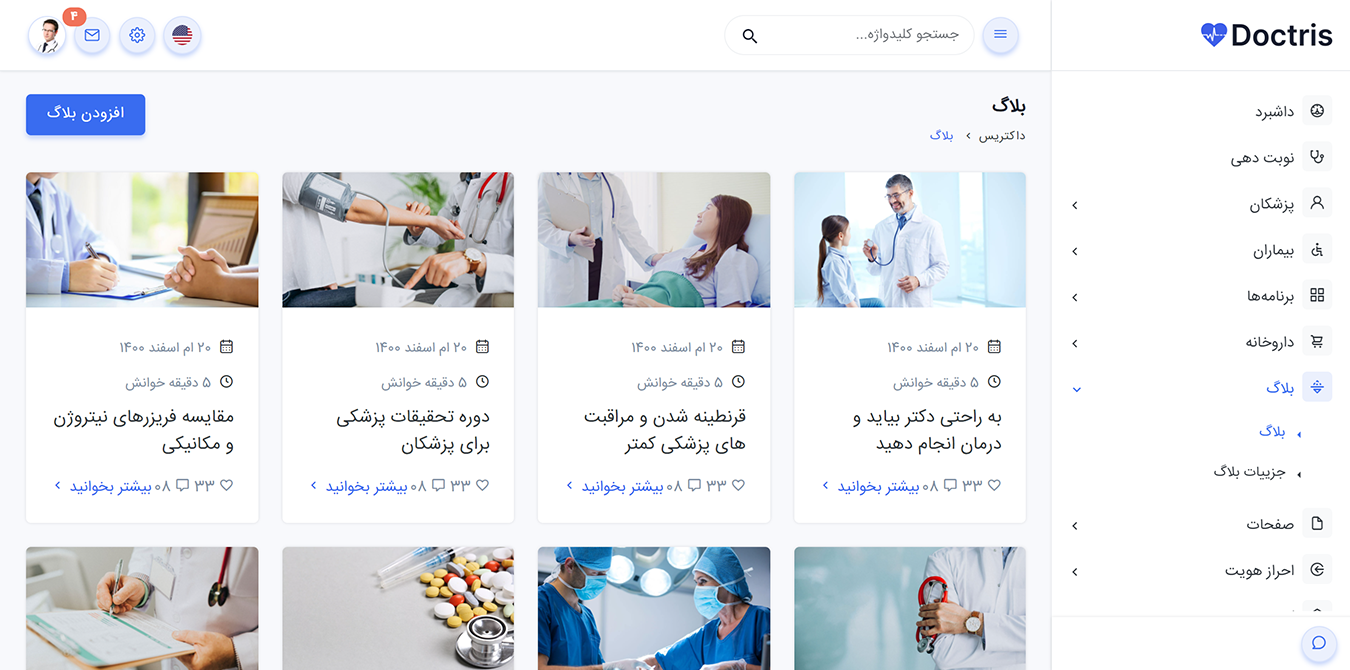 Doctris
جستجو کلیدواژه...
۴
داشبرد
نوبت دهی
پزشکان
بیماران
برنامه‌ها
داروخانه
بلاگ
بلاگ
جزییات بلاگ
صفحات
احراز هویت
بلاگ
داکتریس › بلاگ
افزودن بلاگ
۲۰ ام اسفند ۱۴۰۰
۵ دقیقه خوانش
به راحتی دکتر بیاید و
درمان انجام دهید
۳۳ ۰۸ بیشتر بخوانید
۲۰ ام اسفند ۱۴۰۰
۵ دقیقه خوانش
قرنطینه شدن و مراقبت
های پزشکی کمتر
۳۳ ۰۸ بیشتر بخوانید
۲۰ ام اسفند ۱۴۰۰
۵ دقیقه خوانش
دوره تحقیقات پزشکی
برای پزشکان
۳۳ ۰۸ بیشتر بخوانید
۲۰ ام اسفند ۱۴۰۰
۵ دقیقه خوانش
مقایسه فریزرهای نیتروژن
و مکانیکی
۳۳ ۰۸ بیشتر بخوانید